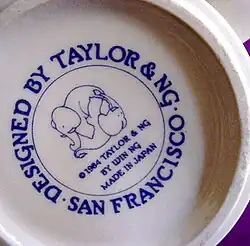 DESIGNED BY TAYLOR & NG · SAN FRANCISCO ·
© 1984 TAYLOR & NG
BY WIN NG
MADE IN JAPAN